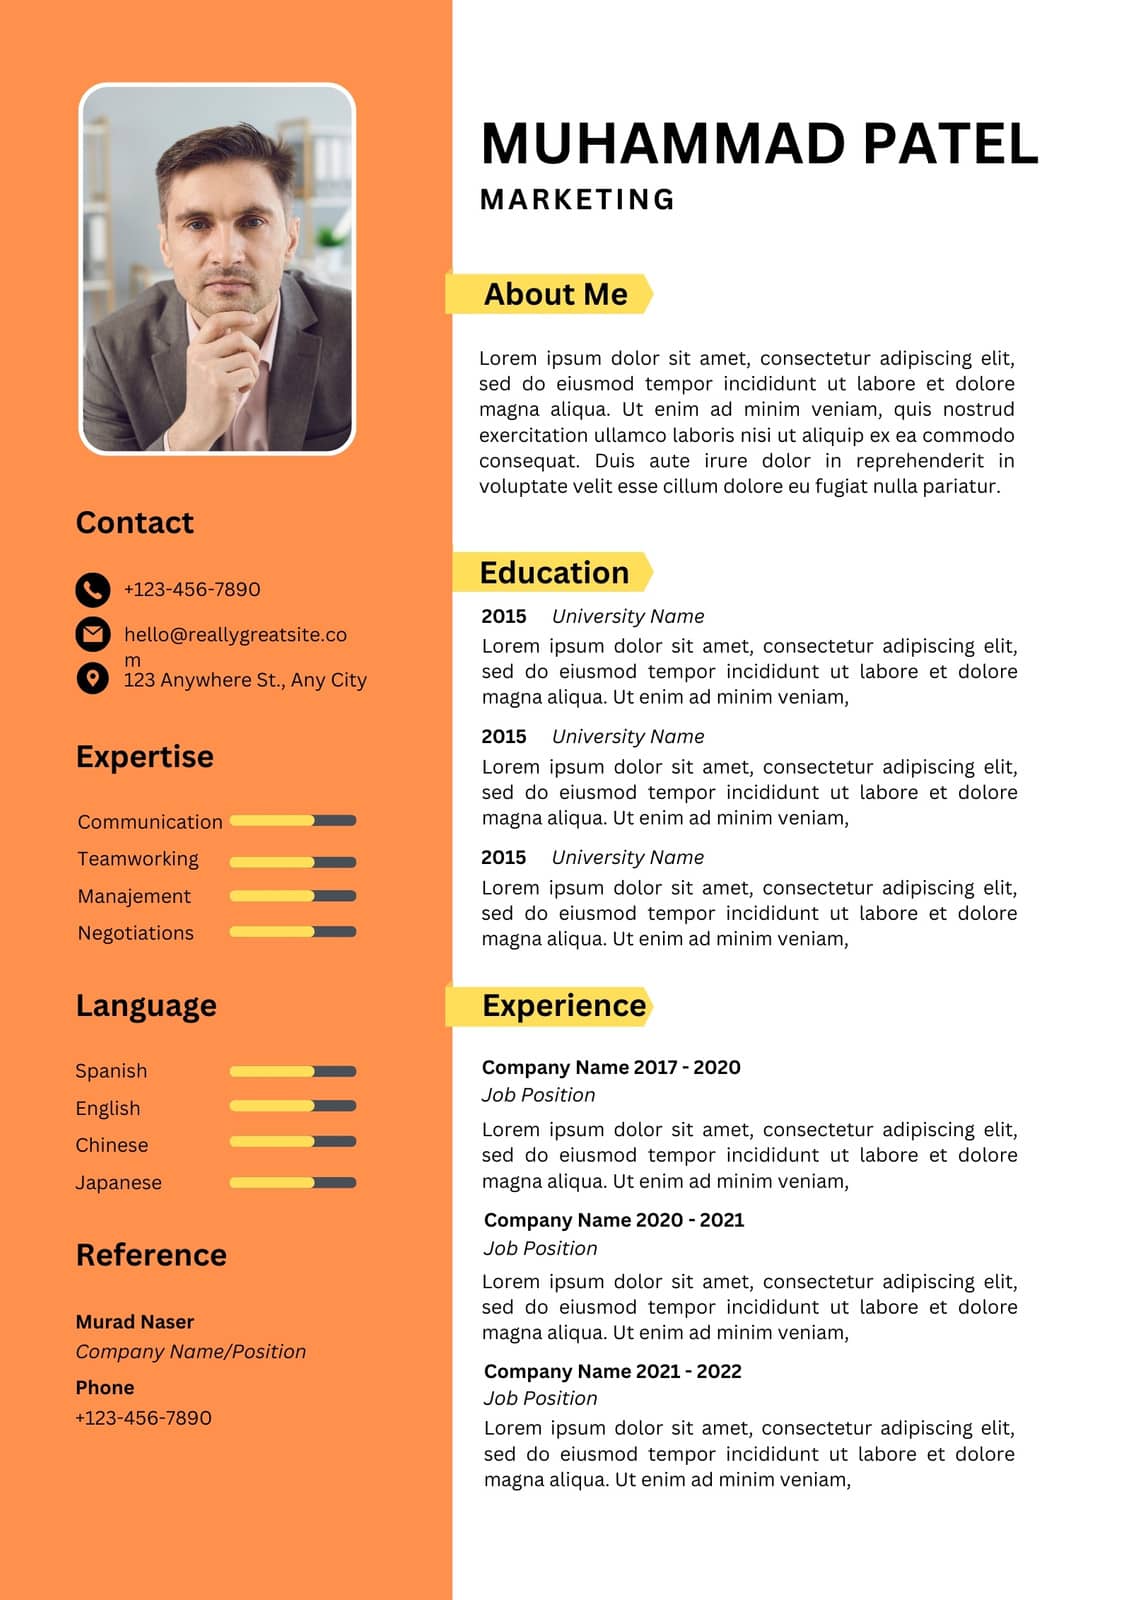 MUHAMMAD PATEL
MARKETING
About Me
Lorem ipsum dolor sit amet, consectetur adipiscing elit,
sed do eiusmod tempor incididunt ut labore et dolore
magna aliqua. Ut enim ad minim veniam, quis nostrud
exercitation ullamco laboris nisi ut aliquip ex ea commodo
consequat. Duis aute irure dolor in reprehenderit in
voluptate velit esse cillum dolore eu fugiat nulla pariatur.
Education
2015 University Name
Lorem ipsum dolor sit amet, consectetur adipiscing elit,
sed do eiusmod tempor incididunt ut labore et dolore
magna aliqua. Ut enim ad minim veniam,
2015 University Name
Lorem ipsum dolor sit amet, consectetur adipiscing elit,
sed do eiusmod tempor incididunt ut labore et dolore
magna aliqua. Ut enim ad minim veniam,
2015 University Name
Lorem ipsum dolor sit amet, consectetur adipiscing elit,
sed do eiusmod tempor incididunt ut labore et dolore
magna aliqua. Ut enim ad minim veniam,
Experience
Company Name 2017 - 2020
Job Position
Lorem ipsum dolor sit amet, consectetur adipiscing elit,
sed do eiusmod tempor incididunt ut labore et dolore
magna aliqua. Ut enim ad minim veniam,
Company Name 2020 - 2021
Job Position
Lorem ipsum dolor sit amet, consectetur adipiscing elit,
sed do eiusmod tempor incididunt ut labore et dolore
magna aliqua. Ut enim ad minim veniam,
Company Name 2021 - 2022
Job Position
Lorem ipsum dolor sit amet, consectetur adipiscing elit,
sed do eiusmod tempor incididunt ut labore et dolore
magna aliqua. Ut enim ad minim veniam,
Contact
+123-456-7890
hello@reallygreatsite.co
m
123 Anywhere St., Any City
Expertise
Communication
Teamworking
Manajement
Negotiations
Language
Spanish
English
Chinese
Japanese
Reference
Murad Naser
Company Name/Position
Phone
+123-456-7890